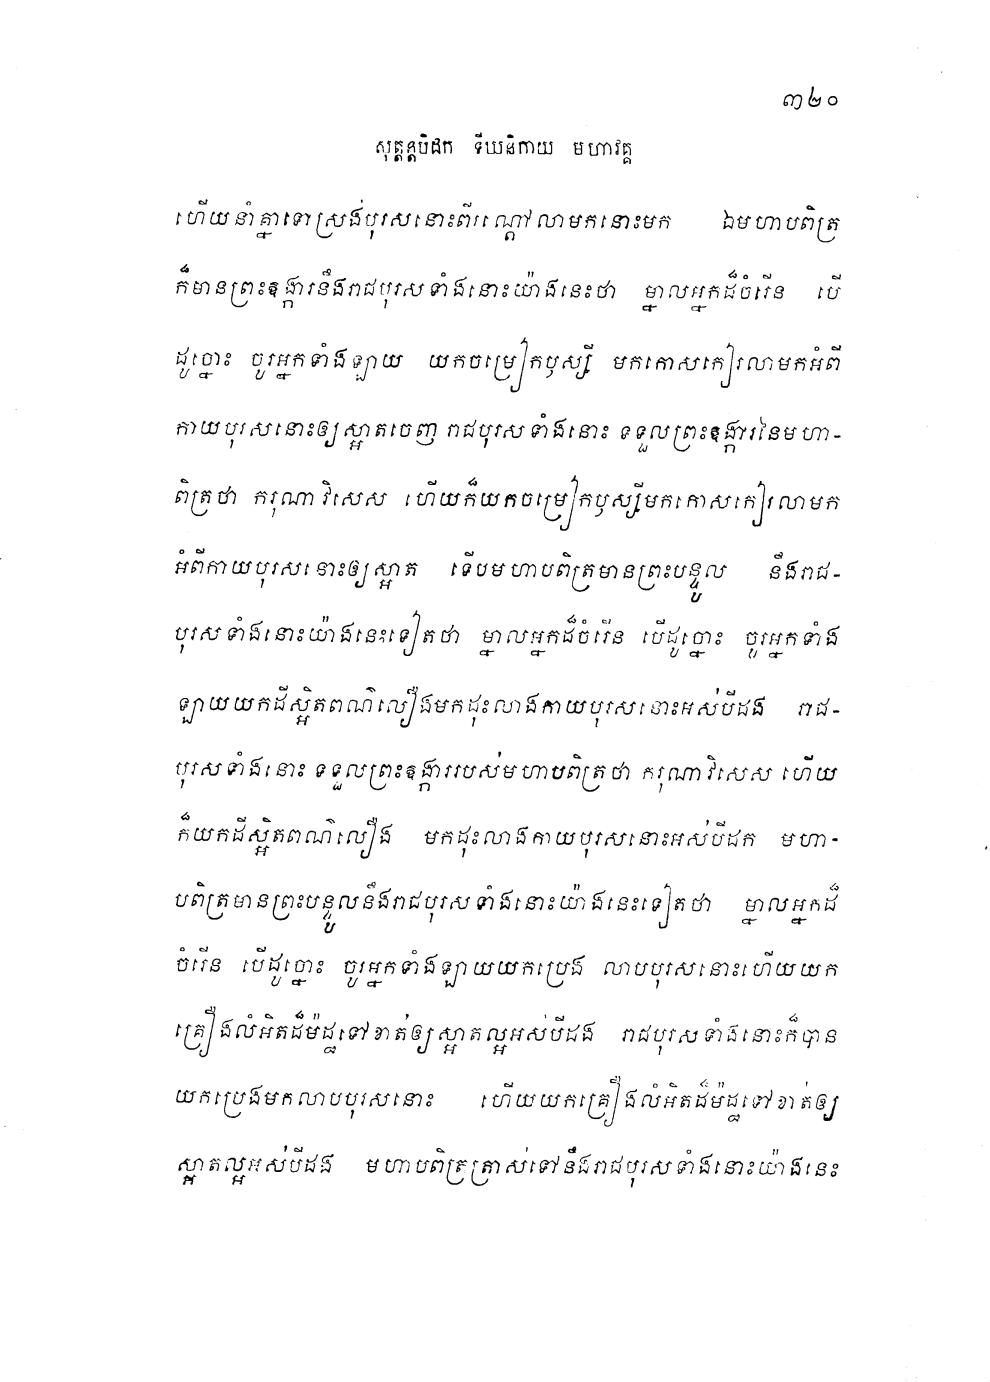 ៣២០
សុត្តន្តបិដក ទីឃនិកាយ មហាវគ្គ
ហើយនាំគ្នាទៅស្រង់បុរសនោះពីរណ្តៅលាមកនោះមក ឯមហាបពិត្រ
ក៏មានព្រះឱង្ការនឹងរាជបុរសទាំងនោះយ៉ាងនេះថា ម្នាលអ្នកដ៏ចំរើន បើ
ដូច្នោះ ចូរអ្នកទាំងឡាយ យកចម្រៀកឫស្សី មកកោសកៀរលាមកអំពី
កាយបុរសនោះឲ្យស្អាតចេញ រាជបុរសទាំងនោះ ទទួលព្រះឱង្ការនៃមហា-
ពិត្រថា ករុណាវិសេស ហើយក៏យកចម្រៀកឫស្សីមកកោសកៀរលាមក
អំពីកាយបុរសនោះឲ្យស្អាត ទើបមហាបពិត្រមានព្រះបន្ទូល នឹងរាជ-
បុរសទាំងនោះយ៉ាងនេះទៀតថា ម្នាលអ្នកដ៏ចំរើន បើដូច្នោះ ចូរអ្នកទាំង
ឡាយយកដីស្អិតពណ៌លឿងមកដុះលាងកាយបុរសនោះអស់បីដង រាជ-
បុរសទាំងនោះ ទទួលព្រះឱង្ការរបស់មហាបពិត្រថា ករុណាវិសេស ហើយ
ក៏យកដីស្អិតពណ៌លឿង មកដុះលាងកាយបុរសនោះអស់បីដក មហា-
បពិត្រមានព្រះបន្ទូលនឹងរាជបុរសទាំងនោះយ៉ាងនេះទៀតថា ម្នាលអ្នកដ៏
ចំរើន បើដូច្នោះ ចូរអ្នកទាំងឡាយយកប្រេង លាបបុរសនោះហើយយក
គ្រឿងលំអិតដ៏ម៉ដ្ឋទៅខាត់ឲ្យស្អាតល្អអស់បីដង រាជបុរសទាំងនោះក៏បាន
យកប្រេងមកលាបបុរសនោះ ហើយយកគ្រឿងលំអិតដ៏ម៉ដ្ឋទៅខាត់ឲ្យ
ស្អាតល្អអស់បីដង មហាបពិត្រត្រាស់ទៅនឹងរាជបុរសទាំងនោះយ៉ាងនេះ